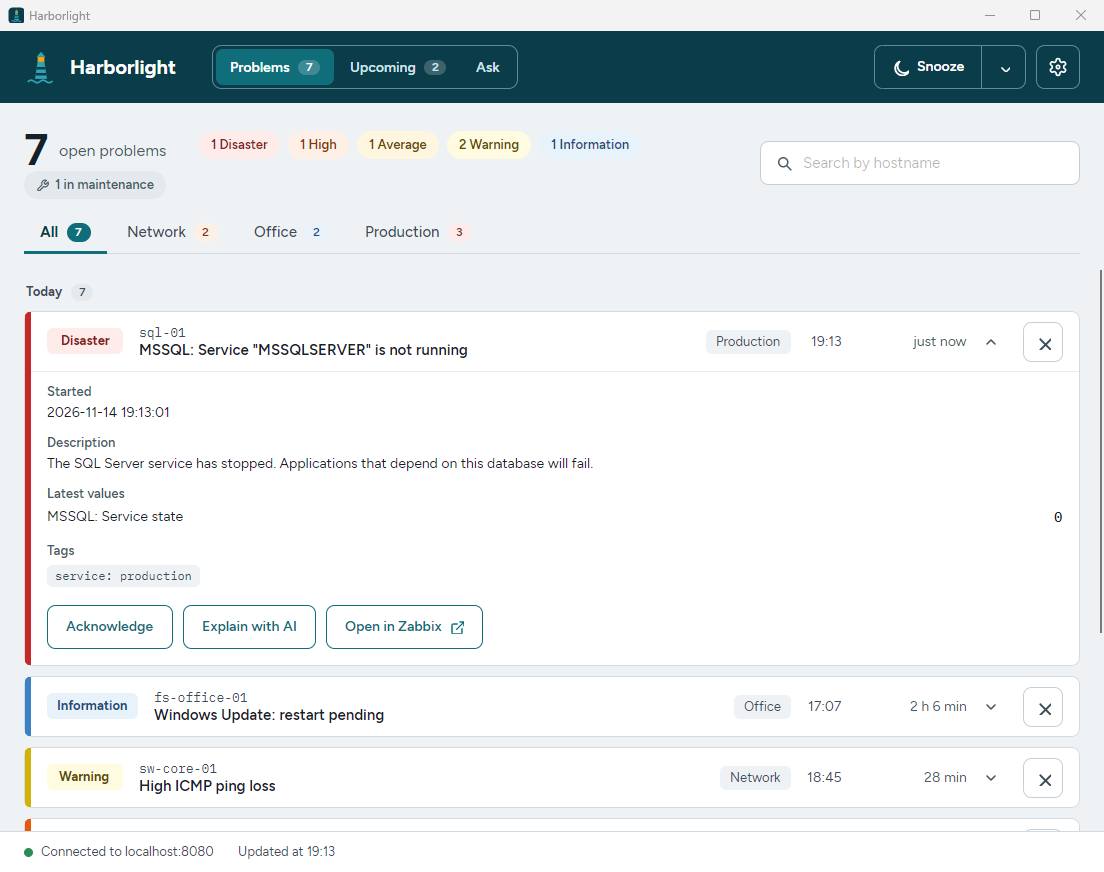 Harborlight
Harborlight
Problems 7
Upcoming 2
Ask
Snooze
7 open problems
1 Disaster
1 High
1 Average
2 Warning
1 Information
1 in maintenance
Search by hostname
All 7
Network 2
Office 2
Production 3
Today 7
Disaster
sql-01
MSSQL: Service "MSSQLSERVER" is not running
Production
19:13
just now
Started
2026-11-14 19:13:01
Description
The SQL Server service has stopped. Applications that depend on this database will fail.
Latest values
MSSQL: Service state 0
Tags
service: production
Acknowledge
Explain with AI
Open in Zabbix
Information
fs-office-01
Windows Update: restart pending
Office
17:07
2 h 6 min
Warning
sw-core-01
High ICMP ping loss
Network
18:45
28 min
Connected to localhost:8080
Updated at 19:13